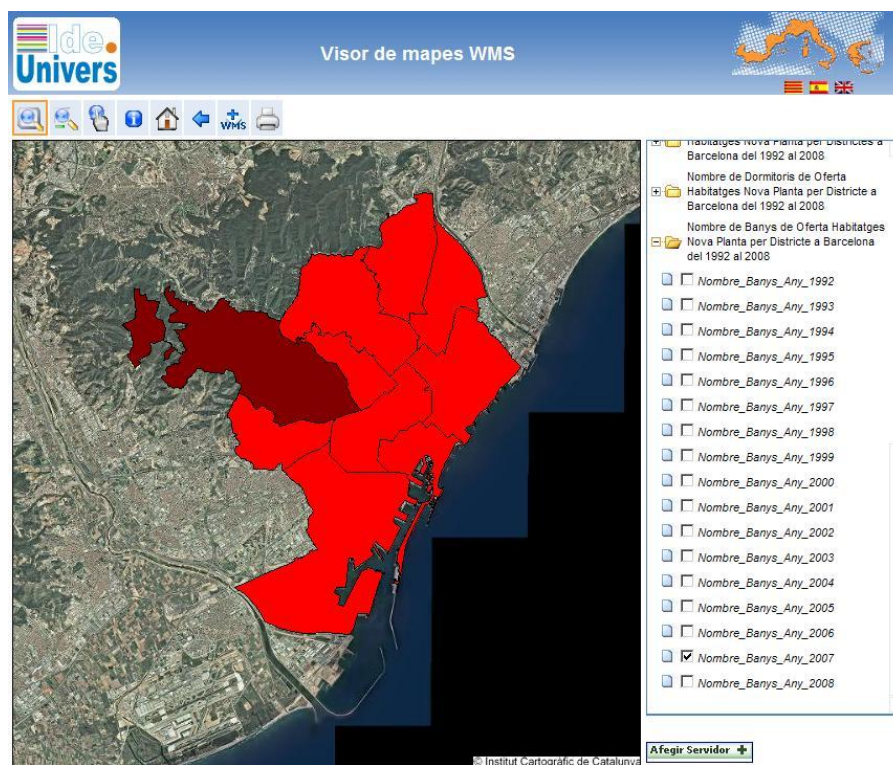 Ide.
Univers
Visor de mapes WMS
WMS
Habitatges Nova Planta per Districtes a
Barcelona del 1992 al 2008
Nombre de Dormitoris de Oferta
Habitatges Nova Planta per Districte a
Barcelona del 1992 al 2008
Nombre de Banys de Oferta Habitatges
Nova Planta per Districte a Barcelona
del 1992 al 2008
Nombre_Banys_Any_1992
Nombre_Banys_Any_1993
Nombre_Banys_Any_1994
Nombre_Banys_Any_1995
Nombre_Banys_Any_1996
Nombre_Banys_Any_1997
Nombre_Banys_Any_1998
Nombre_Banys_Any_1999
Nombre_Banys_Any_2000
Nombre_Banys_Any_2001
Nombre_Banys_Any_2002
Nombre_Banys_Any_2003
Nombre_Banys_Any_2004
Nombre_Banys_Any_2005
Nombre_Banys_Any_2006
Nombre_Banys_Any_2007
Nombre_Banys_Any_2008
Afegir Servidor
© Institut Cartogràfic de Catalunya